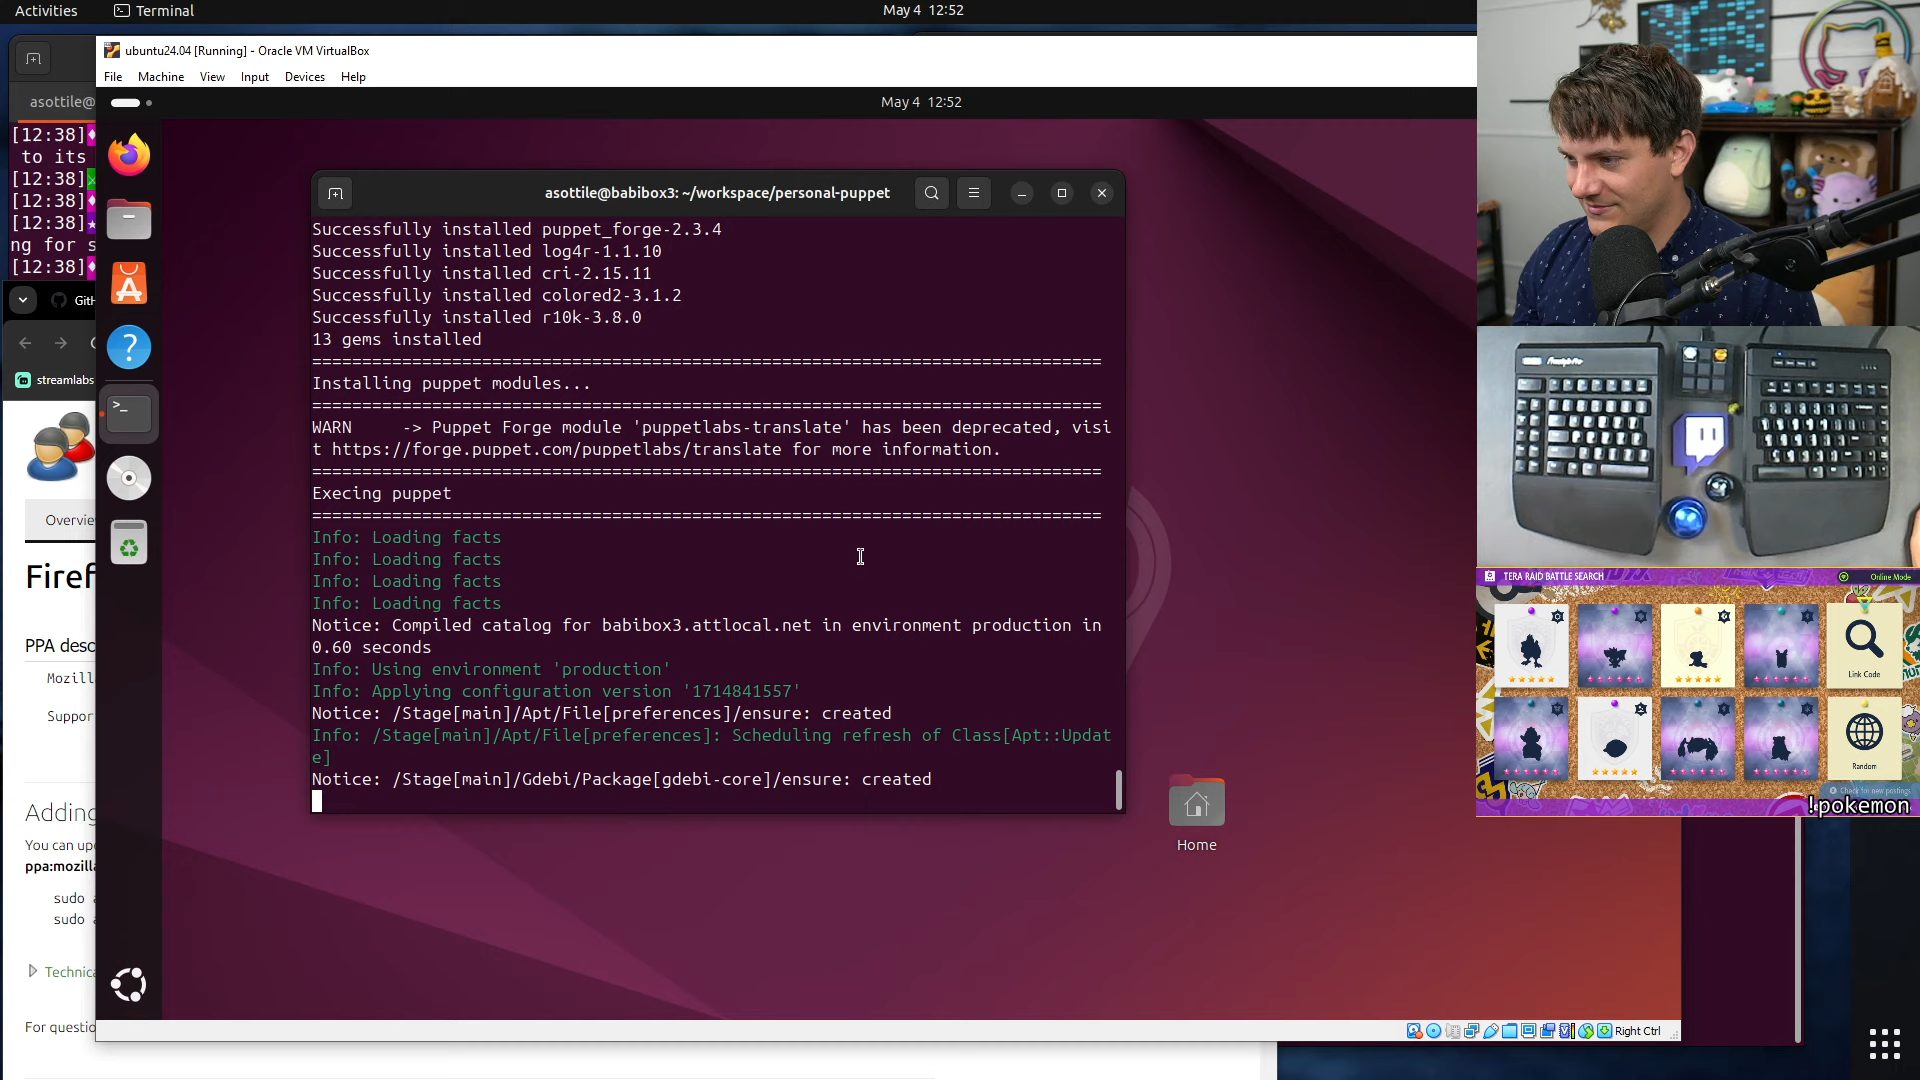 Activities
Terminal
May 4 12:52
ubuntu24.04 [Running] - Oracle VM VirtualBox
File Machine View Input Devices Help
May 4 12:52
asottile@
[12:38]
to its
[12:38]
[12:38]
[12:38]
ng for s
[12:38]
GitH
streamlabs
Overvie
Firef
PPA desc
Mozill
Suppor
Adding
You can up
ppa:mozill
sudo a
sudo a
Technica
For questio
asottile@babibox3: ~/workspace/personal-puppet
Successfully installed puppet_forge-2.3.4
Successfully installed log4r-1.1.10
Successfully installed cri-2.15.11
Successfully installed colored2-3.1.2
Successfully installed r10k-3.8.0
13 gems installed
===============================================================================
Installing puppet modules...
===============================================================================
WARN     -> Puppet Forge module 'puppetlabs-translate' has been deprecated, visi
t https://forge.puppet.com/puppetlabs/translate for more information.
===============================================================================
Execing puppet
===============================================================================
Info: Loading facts
Info: Loading facts
Info: Loading facts
Info: Loading facts
Notice: Compiled catalog for babibox3.attlocal.net in environment production in
0.60 seconds
Info: Using environment 'production'
Info: Applying configuration version '1714841557'
Notice: /Stage[main]/Apt/File[preferences]/ensure: created
Info: /Stage[main]/Apt/File[preferences]: Scheduling refresh of Class[Apt::Updat
e]
Notice: /Stage[main]/Gdebi/Package[gdebi-core]/ensure: created
Home
Right Ctrl
TERA RAID BATTLE SEARCH
Online Mode
Link Code
Random
Check for new postings
!pokemon